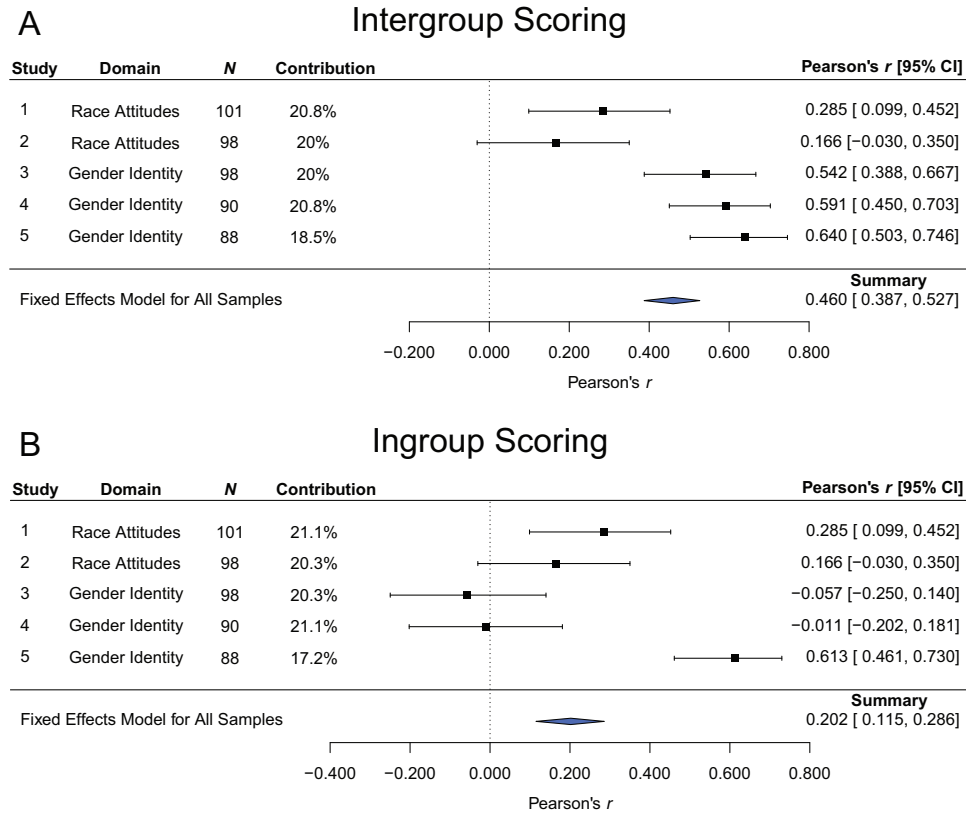 A
Intergroup Scoring
Study Domain N Contribution Pearson's r [95% CI]
1 Race Attitudes 101 20.8% 0.285 [ 0.099, 0.452]
2 Race Attitudes 98 20% 0.166 [−0.030, 0.350]
3 Gender Identity 98 20% 0.542 [ 0.388, 0.667]
4 Gender Identity 90 20.8% 0.591 [ 0.450, 0.703]
5 Gender Identity 88 18.5% 0.640 [ 0.503, 0.746]
Summary
Fixed Effects Model for All Samples 0.460 [ 0.387, 0.527]
−0.200 0.000 0.200 0.400 0.600 0.800
Pearson's r
B
Ingroup Scoring
Study Domain N Contribution Pearson's r [95% CI]
1 Race Attitudes 101 21.1% 0.285 [ 0.099, 0.452]
2 Race Attitudes 98 20.3% 0.166 [−0.030, 0.350]
3 Gender Identity 98 20.3% −0.057 [−0.250, 0.140]
4 Gender Identity 90 21.1% −0.011 [−0.202, 0.181]
5 Gender Identity 88 17.2% 0.613 [ 0.461, 0.730]
Summary
Fixed Effects Model for All Samples 0.202 [ 0.115, 0.286]
−0.400 −0.200 0.000 0.200 0.400 0.600 0.800
Pearson's r